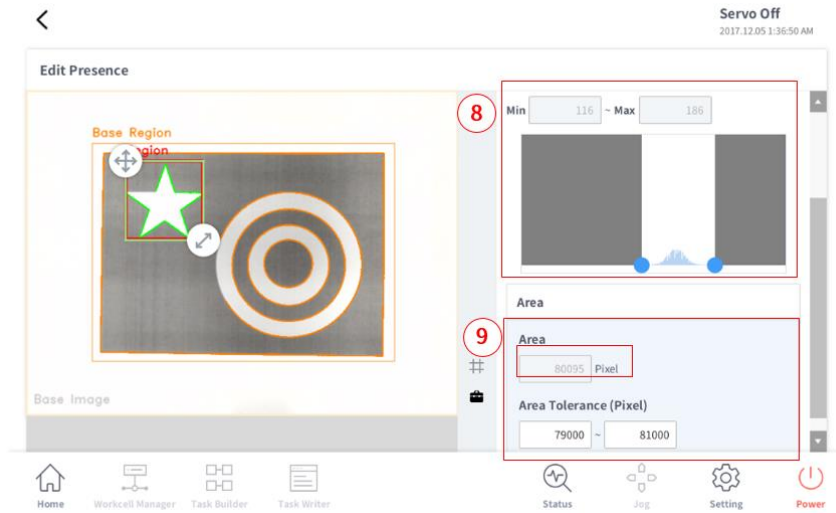 Servo Off
2017.12.05 1:36:50 AM
Edit Presence
Base Region
egion
Base Image
8
Min 116 ~ Max 186
Area
9
Area
80095 Pixel
Area Tolerance (Pixel)
79000 ~ 81000
Home Workcell Manager Task Builder Task Writer Status Jog Setting Power